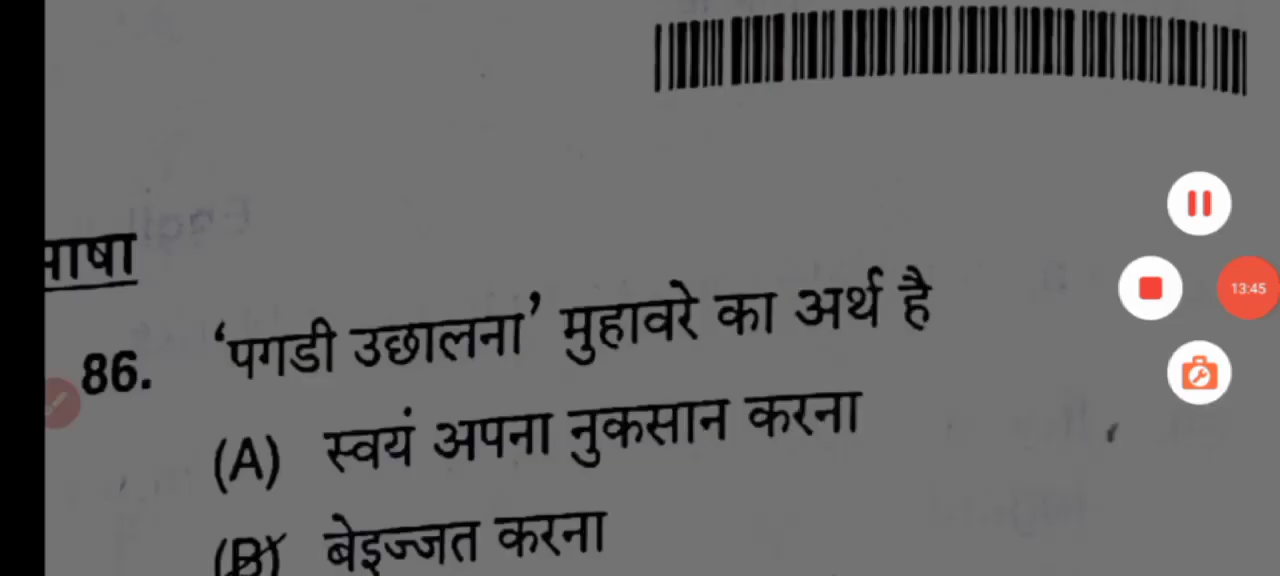 भाषा
86. ‘पगडी उछालना’ मुहावरे का अर्थ है
(A) स्वयं अपना नुकसान करना
(B) बेइज्जत करना
13:45